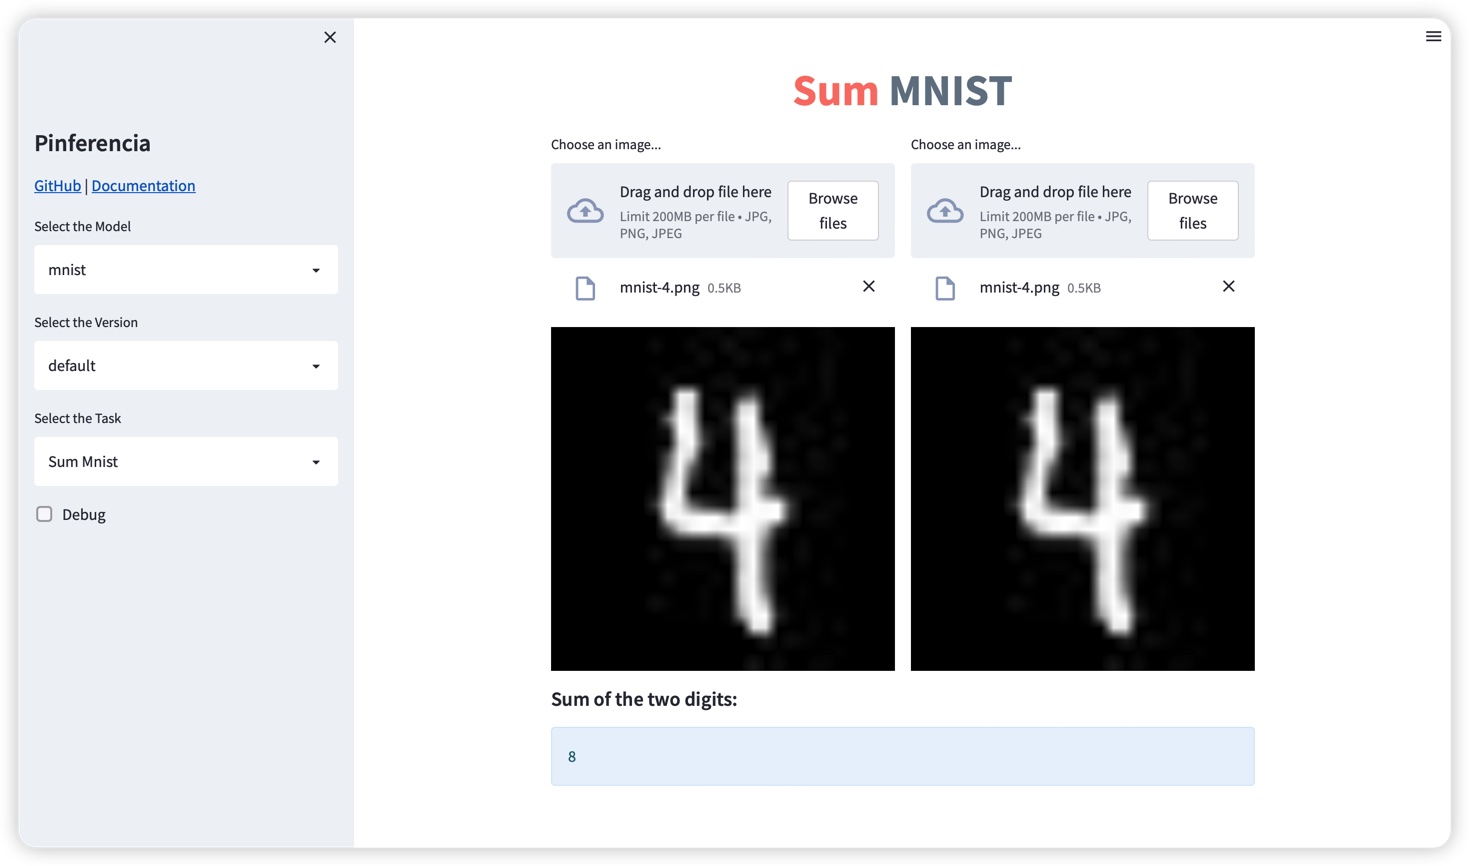 Pinferencia
GitHub | Documentation
Select the Model
mnist
Select the Version
default
Select the Task
Sum Mnist
Debug
Sum MNIST
Choose an image...
Drag and drop file here
Limit 200MB per file • JPG,
PNG, JPEG
Browse
files
mnist-4.png 0.5KB
4
Choose an image...
Drag and drop file here
Limit 200MB per file • JPG,
PNG, JPEG
Browse
files
mnist-4.png 0.5KB
4
Sum of the two digits:
8